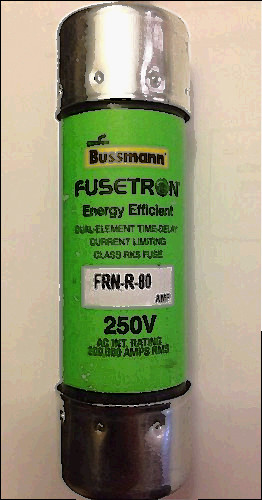 Bussmann
FUSETRON
Energy Efficient
DUAL-ELEMENT TIME-DELAY
CURRENT LIMITING
CLASS RK5 FUSE
FRN-R-80
AMP
250V
AC INT. RATING
200,000 AMPS RMS